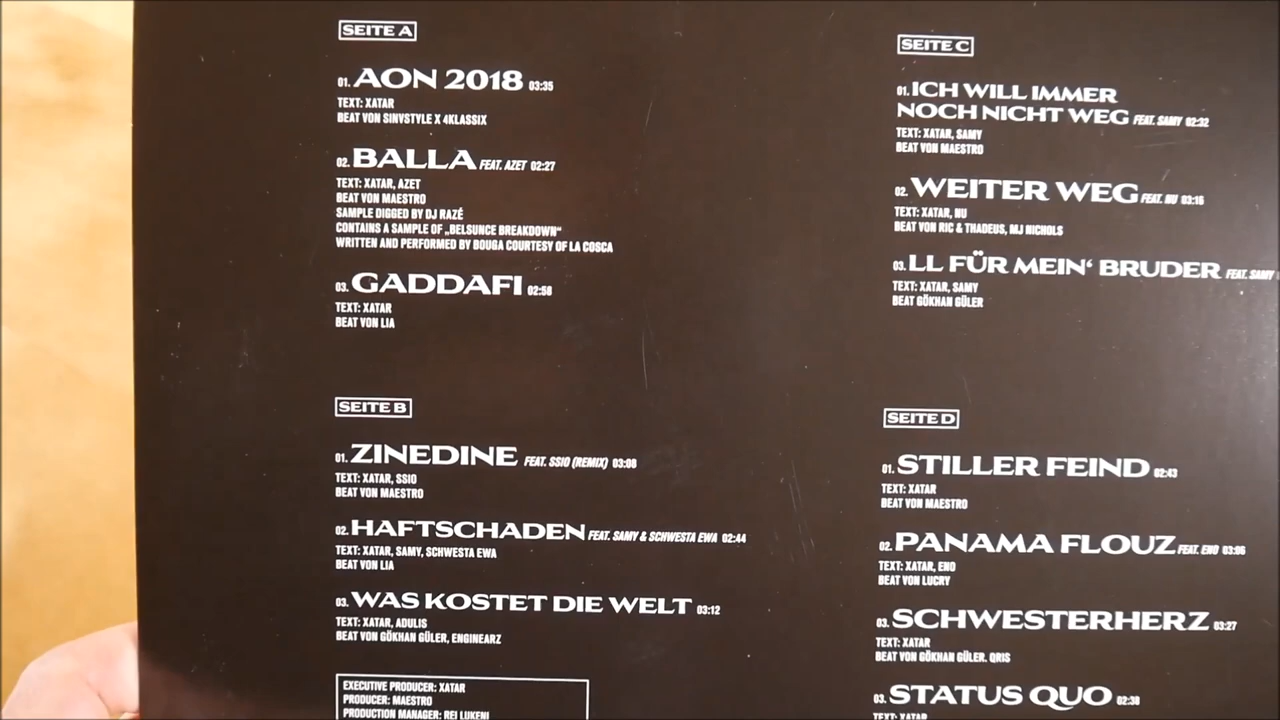 SEITE A
01. AON 2018 03:35
TEXT: XATAR
BEAT VON SINVSTYLE X 4KLASSIX
02. BALLA FEAT. AZET 02:27
TEXT: XATAR, AZET
BEAT VON MAESTRO
SAMPLE DIGGED BY DJ RAZÉ
CONTAINS A SAMPLE OF „BELSUNCE BREAKDOWN“
WRITTEN AND PERFORMED BY BOUGA COURTESY OF LA COSCA
03. GADDAFI 02:58
TEXT: XATAR
BEAT VON LIA
SEITE B
01. ZINEDINE FEAT. SSIO (REMIX) 03:08
TEXT: XATAR, SSIO
BEAT VON MAESTRO
02. HAFTSCHADEN FEAT. SAMY & SCHWESTA EWA 02:44
TEXT: XATAR, SAMY, SCHWESTA EWA
BEAT VON LIA
03. WAS KOSTET DIE WELT 03:12
TEXT: XATAR, ADULIS
BEAT VON GÖKHAN GÜLER, ENGINEARZ
EXECUTIVE PRODUCER: XATAR
PRODUCER: MAESTRO
PRODUCTION MANAGER: REI LUKENI
SEITE C
01. ICH WILL IMMER
NOCH NICHT WEG FEAT. SAMY 02:32
TEXT: XATAR, SAMY
BEAT VON MAESTRO
02. WEITER WEG FEAT. NU 03:16
TEXT: XATAR, NU
BEAT VON RIC & THADEUS, MJ NICHOLS
03. LL FÜR MEIN‘ BRUDER FEAT. SAMY
TEXT: XATAR, SAMY
BEAT GÖKHAN GÜLER
SEITE D
01. STILLER FEIND 02:43
TEXT: XATAR
BEAT VON MAESTRO
02. PANAMA FLOUZ FEAT. ENO 03:06
TEXT: XATAR, ENO
BEAT VON LUCRY
03. SCHWESTERHERZ 03:27
TEXT: XATAR
BEAT VON GÖKHAN GÜLER. QRIS
03. STATUS QUO 02:38
TEXT: XATAR